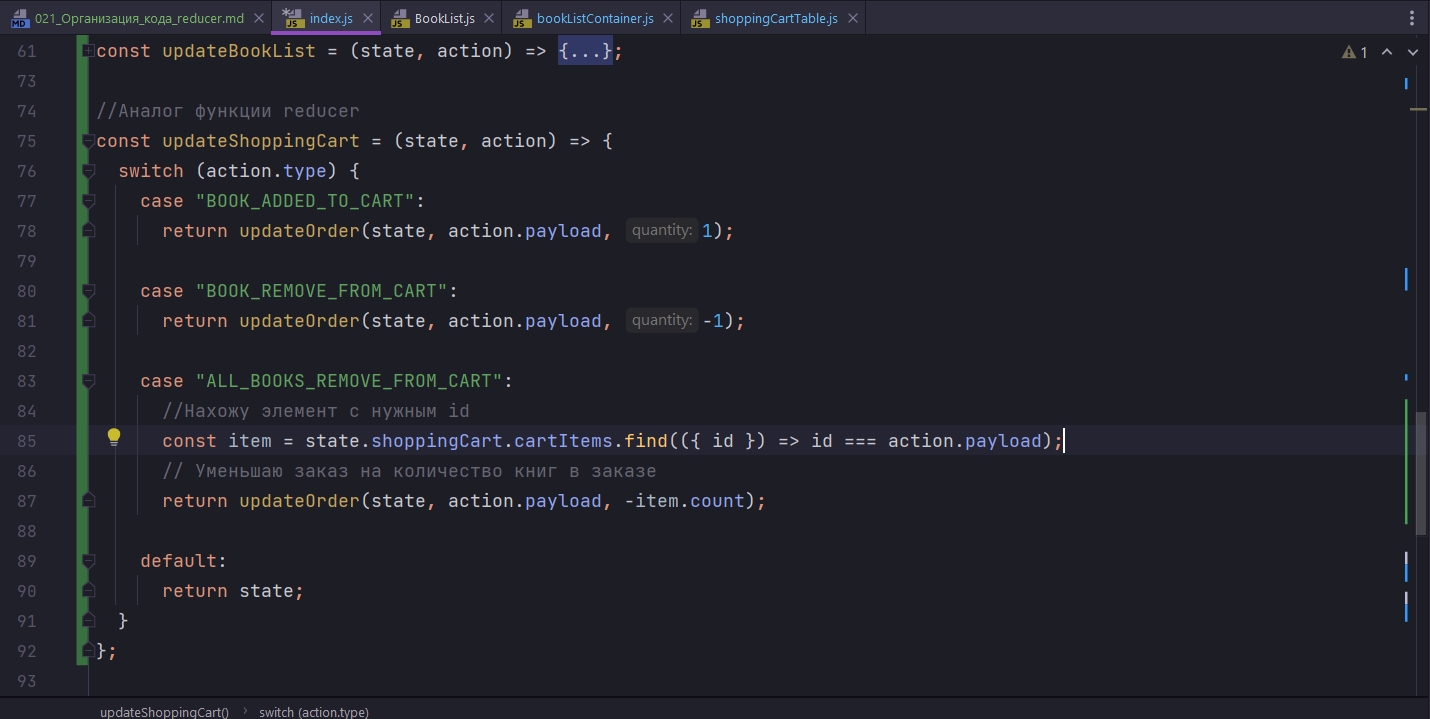 021_Организация_кода_reducer.md index.js BookList.js bookListContainer.js shoppingCartTable.js
61 const updateBookList = (state, action) => {...}; 1
73
74 //Аналог функции reducer
75 const updateShoppingCart = (state, action) => {
76 switch (action.type) {
77 case "BOOK_ADDED_TO_CART":
78 return updateOrder(state, action.payload, quantity: 1);
79
80 case "BOOK_REMOVE_FROM_CART":
81 return updateOrder(state, action.payload, quantity: -1);
82
83 case "ALL_BOOKS_REMOVE_FROM_CART":
84 //Нахожу элемент с нужным id
85 const item = state.shoppingCart.cartItems.find(({ id }) => id === action.payload);
86 // Уменьшаю заказ на количество книг в заказе
87 return updateOrder(state, action.payload, -item.count);
88
89 default:
90 return state;
91 }
92 };
93
updateShoppingCart() › switch (action.type)